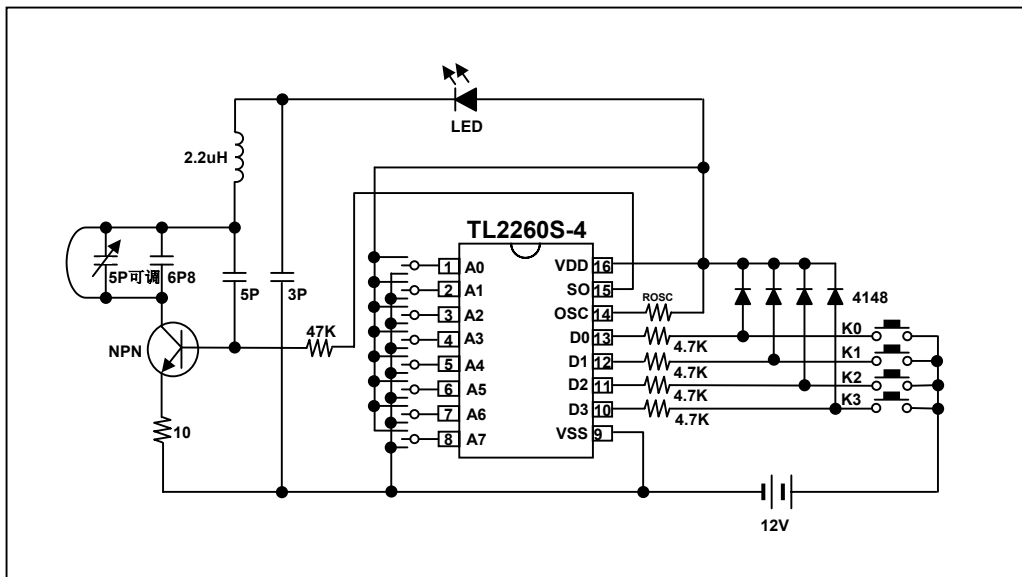 LED
2.2uH
TL2260S-4
5P可调
6P8
5P
3P
NPN
47K
10
1 A0
2 A1
3 A2
4 A3
5 A4
6 A5
7 A6
8 A7
VDD 16
SO 15
OSC 14
D0 13
D1 12
D2 11
D3 10
VSS 9
ROSC
4.7K
4.7K
4.7K
4.7K
4148
K0
K1
K2
K3
12V